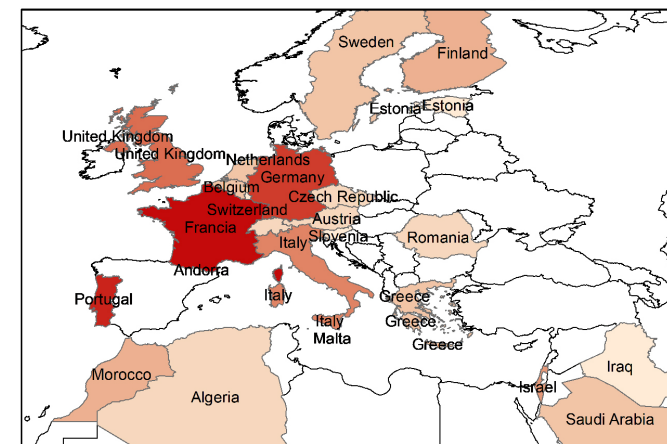 Sweden
Finland
Estonia
Estonia
United Kingdom
United Kingdom
Netherlands
Germany
Belgium
Czech Republic
Switzerland
Austria
Francia
Italy
Slovenia
Romania
Andorra
Portugal
Italy
Greece
Italy
Greece
Malta
Greece
Morocco
Iraq
Israel
Algeria
Saudi Arabia